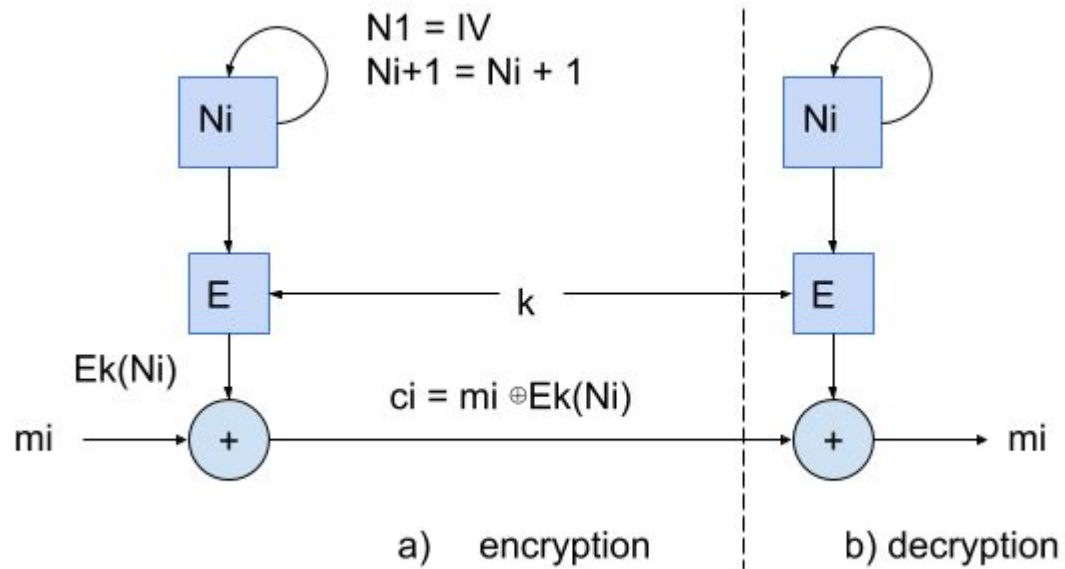 N1 = IV
Ni+1 = Ni + 1
Ni
Ni
E
E
k
Ek(Ni)
ci = mi ⊕Ek(Ni)
mi
+
+
mi
a) encryption
b) decryption